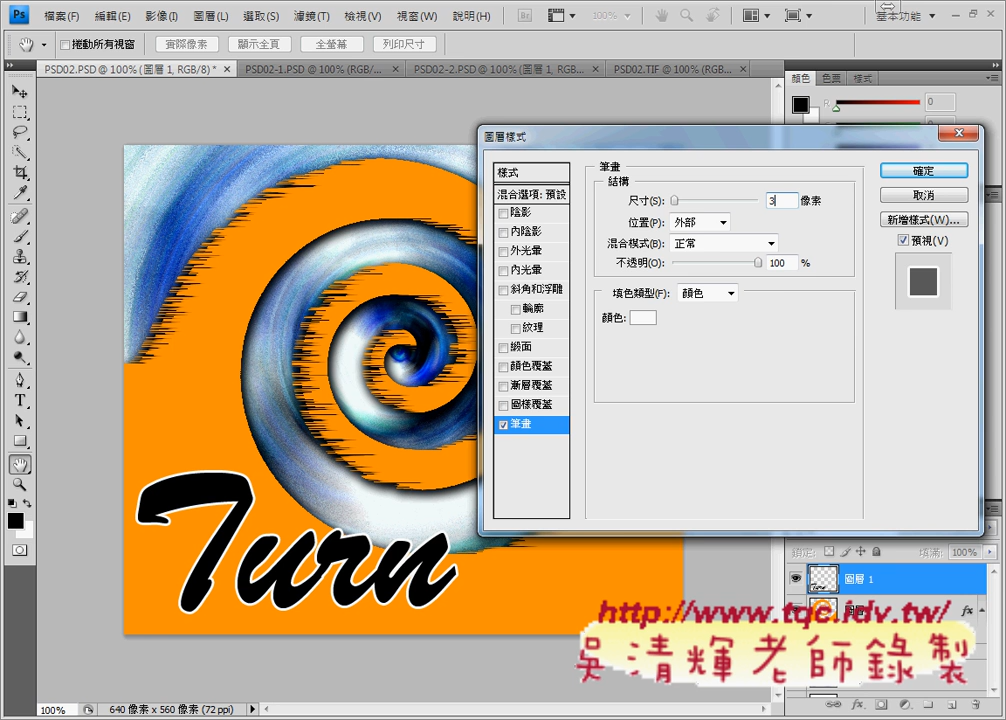 Ps 檔案(F) 編輯(E) 影像(I) 圖層(L) 選取(S) 濾鏡(T) 檢視(V) 視窗(W) 說明(H) Br 100% 基本功能
捲動所有視窗 實際像素 顯示全頁 全螢幕 列印尺寸
PSD02.PSD @ 100% (圖層 1, RGB/8) * × PSD02-1.PSD @ 100% (RGB/... × PSD02-2.PSD @ 100% (圖層 1, RGB... × PSD02.TIF @ 100% (RGB... ×
顏色 色票 樣式
R 0
圖層樣式
樣式
混合選項: 預設
陰影
內陰影
外光暈
內光暈
斜角和浮雕
輪廓
紋理
緞面
顏色覆蓋
漸層覆蓋
圖樣覆蓋
筆畫
筆畫
結構
尺寸(S): 3 像素
位置(P): 外部
混合模式(B): 正常
不透明(O): 100 %
填色類型(F): 顏色
顏色:
確定
取消
新增樣式(W)...
預視(V)
Turn
鎖定: 填滿: 100%
圖層 1
fx
http://www.tqc.idv.tw/
吳清輝老師錄製
100% 640 像素 x 560 像素 (72 ppi)